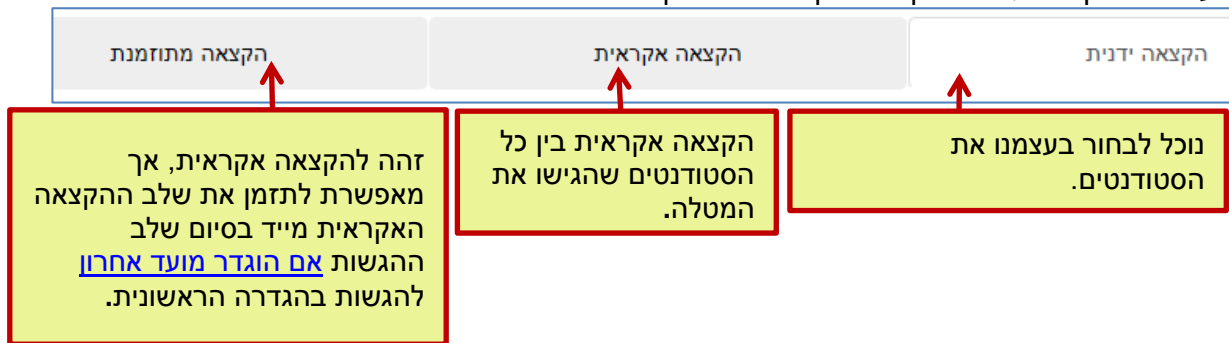 הקצאה ידנית
הקצאה אקראית
הקצאה מתוזמנת
נוכל לבחור בעצמנו את
הסטודנטים.
הקצאה אקראית בין כל
הסטודנטים שהגישו את
המטלה.
זהה להקצאה אקראית, אך
מאפשרת לתזמן את שלב ההקצאה
האקראית מייד בסיום שלב
ההגשות אם הוגדר מועד אחרון
להגשות בהגדרה הראשונית.